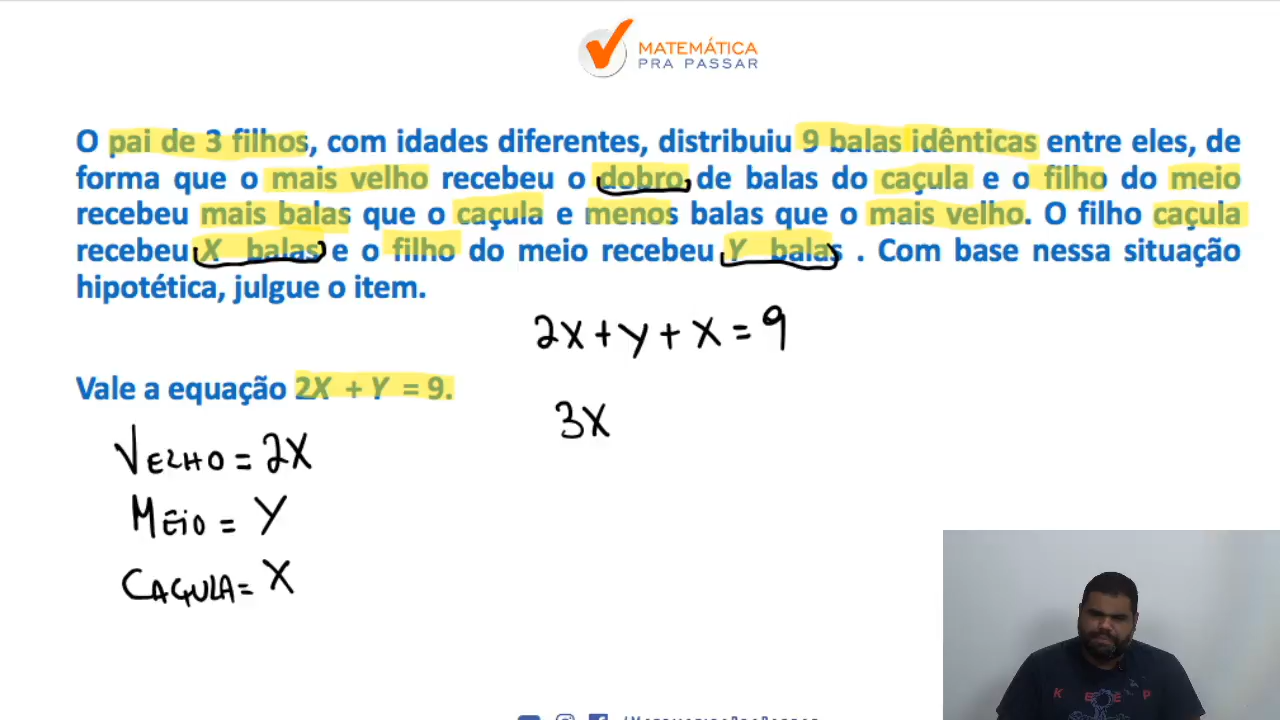 MATEMÁTICA
PRA PASSAR
O pai de 3 filhos, com idades diferentes, distribuiu 9 balas idênticas entre eles, de
forma que o mais velho recebeu o dobro de balas do caçula e o filho do meio
recebeu mais balas que o caçula e menos balas que o mais velho. O filho caçula
recebeu X balas e o filho do meio recebeu Y balas . Com base nessa situação
hipotética, julgue o item.
2X + Y + X = 9
Vale a equação 2X + Y = 9.
3X
VELHO = 2X
MEIO = Y
CAÇULA = X
K E E P